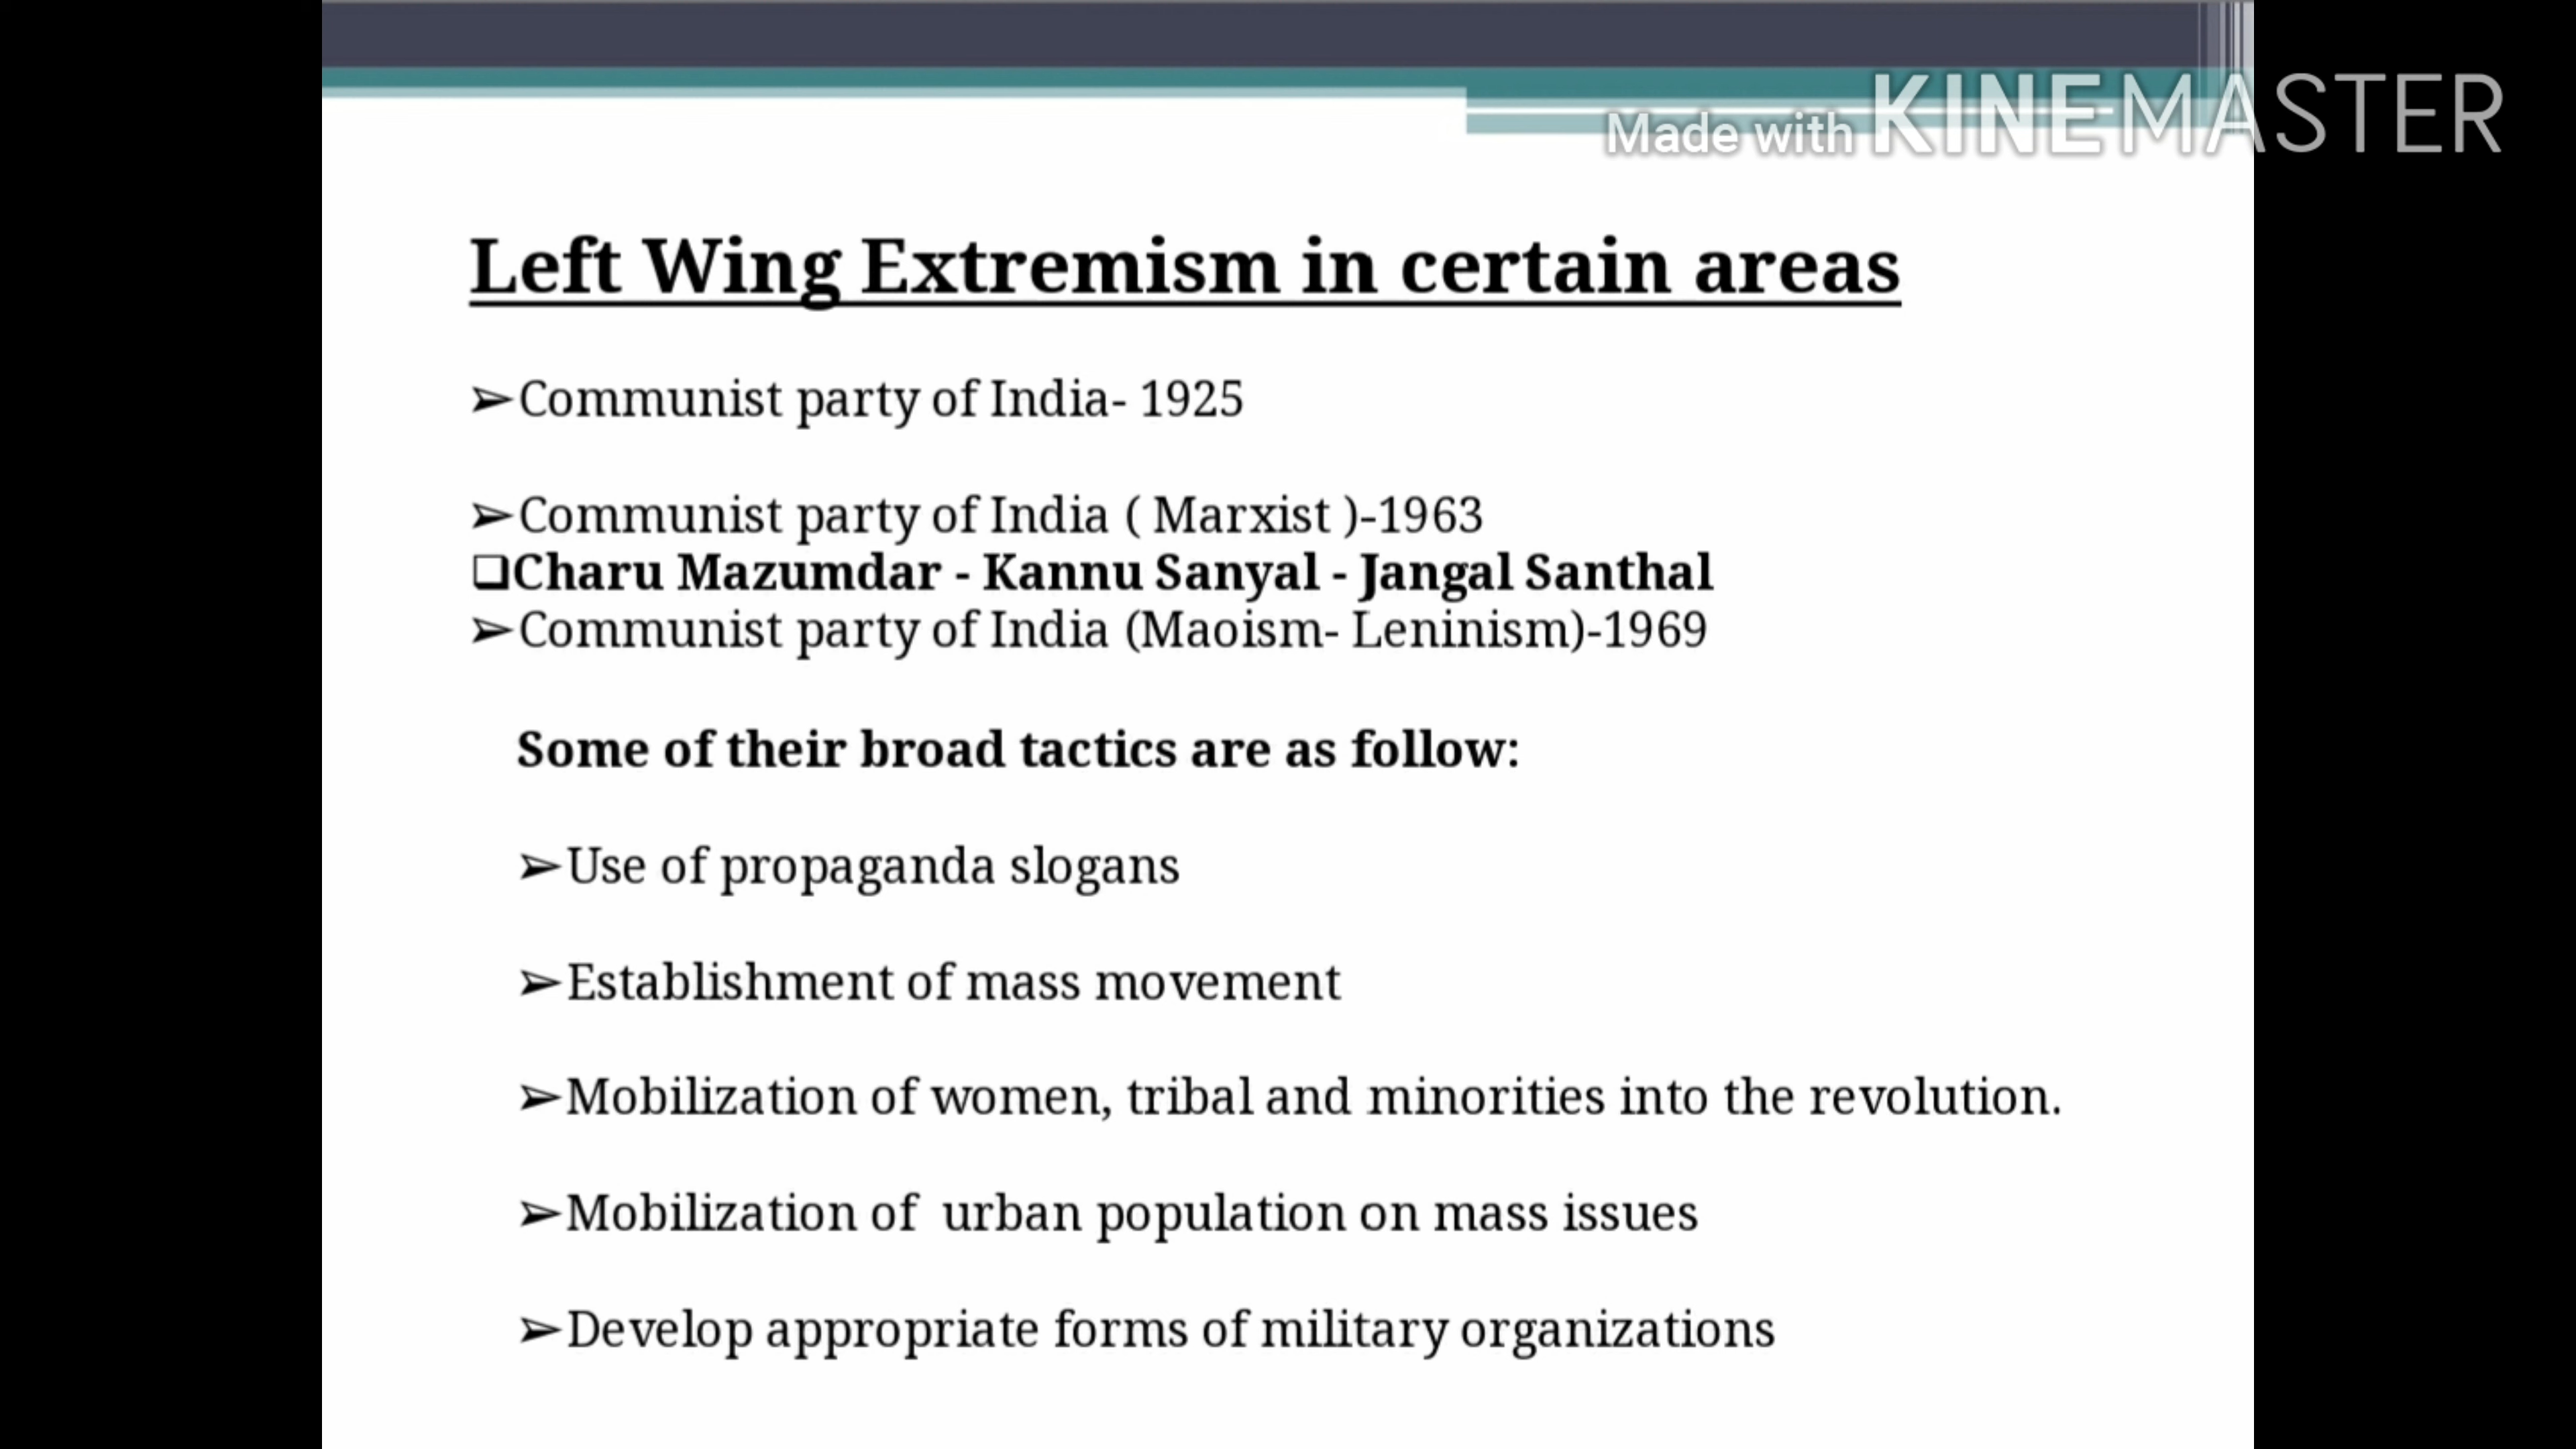 Made with KINEMASTER
Left Wing Extremism in certain areas
➢Communist party of India- 1925
➢Communist party of India ( Marxist )-1963
❑Charu Mazumdar - Kannu Sanyal - Jangal Santhal
➢Communist party of India (Maoism- Leninism)-1969
Some of their broad tactics are as follow:
➢Use of propaganda slogans
➢Establishment of mass movement
➢Mobilization of women, tribal and minorities into the revolution.
➢Mobilization of  urban population on mass issues
➢Develop appropriate forms of military organizations